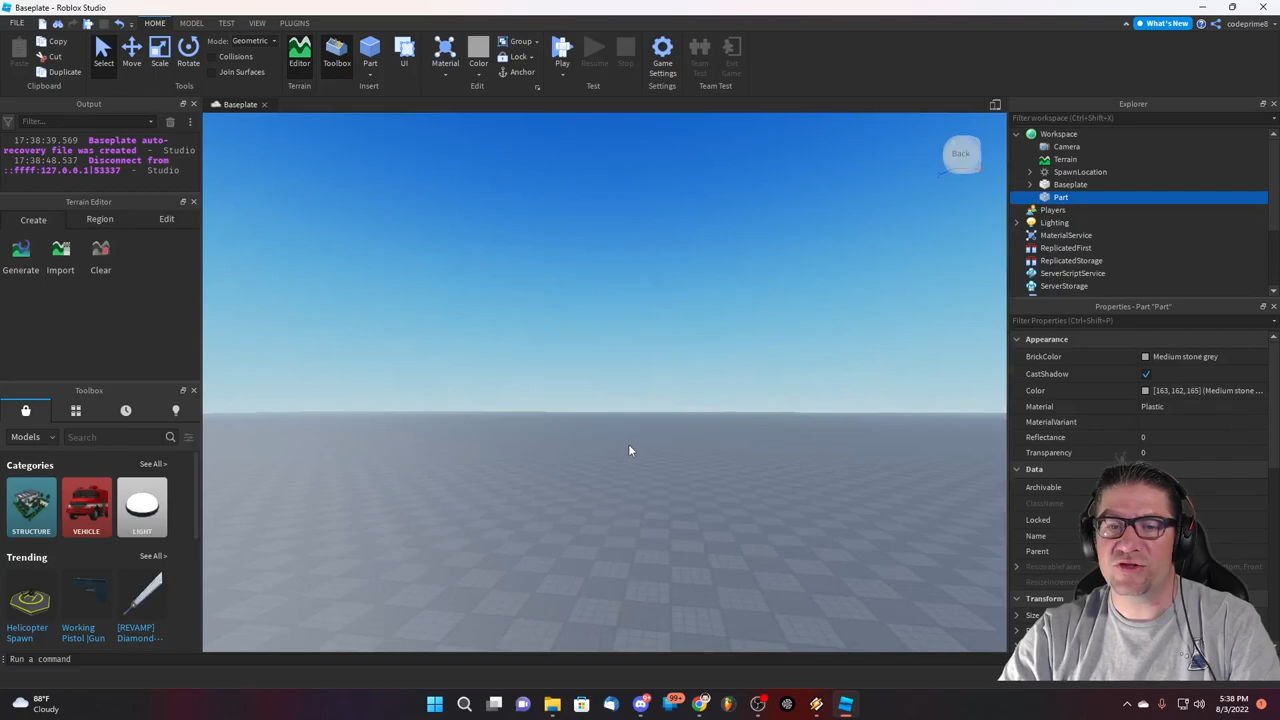 Baseplate - Roblox Studio
FILE HOME MODEL TEST VIEW PLUGINS What's New codeprime8
Paste Copy Cut Duplicate Select Move Scale Rotate Mode: Geometric Collisions Join Surfaces Editor Toolbox Part UI Material Color Group Lock Anchor Play Resume Stop Game Settings Team Test Exit Game
Clipboard Tools Terrain Insert Edit Test Settings Team Test
Output
Filter...
17:38:39.569 Baseplate auto-
recovery file was created - Studio
17:38:48.537 Disconnect from
::ffff:127.0.0.1|53337 - Studio
Terrain Editor
Create Region Edit
Generate Import Clear
Toolbox
Models Search
Categories See All >
STRUCTURE VEHICLE LIGHT
Trending See All >
Helicopter Working [REVAMP]
Spawn Pistol |Gun Diamond-...
Run a command
Baseplate
Back
Explorer
Filter workspace (Ctrl+Shift+X)
Workspace
Camera
Terrain
SpawnLocation
Baseplate
Part
Players
Lighting
MaterialService
ReplicatedFirst
ReplicatedStorage
ServerScriptService
ServerStorage
Properties - Part "Part"
Filter Properties (Ctrl+Shift+P)
Appearance
BrickColor Medium stone grey
CastShadow
Color [163, 162, 165] (Medium stone ...
Material Plastic
MaterialVariant
Reflectance 0
Transparency 0
Data
Archivable
ClassName
Locked
Name
Parent
ResizeableFaces
ResizeIncrement
Transform
Size
88°F
Cloudy
99+
5:38 PM
8/3/2022